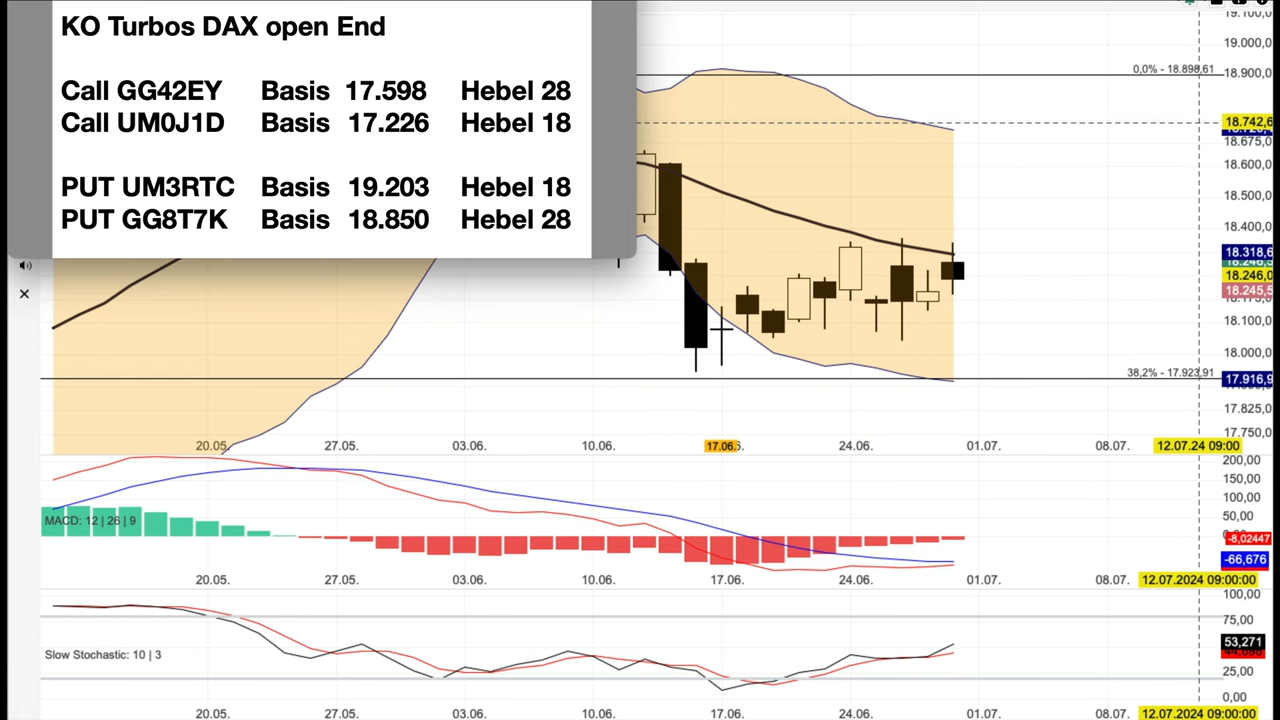 KO Turbos DAX open End
Call GG42EY Basis 17.598 Hebel 28
Call UM0J1D Basis 17.226 Hebel 18
PUT UM3RTC Basis 19.203 Hebel 18
PUT GG8T7K Basis 18.850 Hebel 28
19.100,0
19.000,0
0,0% - 18.898,61
18.900,0
18.742,6
18.675,0
18.600,0
18.500,0
18.400,0
18.318,6
18.246,0
18.245,5
18.100,0
18.000,0
38,2% - 17.923,91
17.916,9
17.825,0
17.750,0
20.05. 27.05. 03.06. 10.06. 17.06. 24.06. 01.07. 08.07. 12.07.24 09:00
200,00
150,00
100,00
50,00
MACD: 12 | 26 | 9
-8,02447
-66,676
20.05. 27.05. 03.06. 10.06. 17.06. 24.06. 01.07. 08.07. 12.07.2024 09:00:00
100,00
75,00
53,271
Slow Stochastic: 10 | 3
25,00
0,00
20.05. 27.05. 03.06. 10.06. 17.06. 24.06. 01.07. 08.07. 12.07.2024 09:00:00